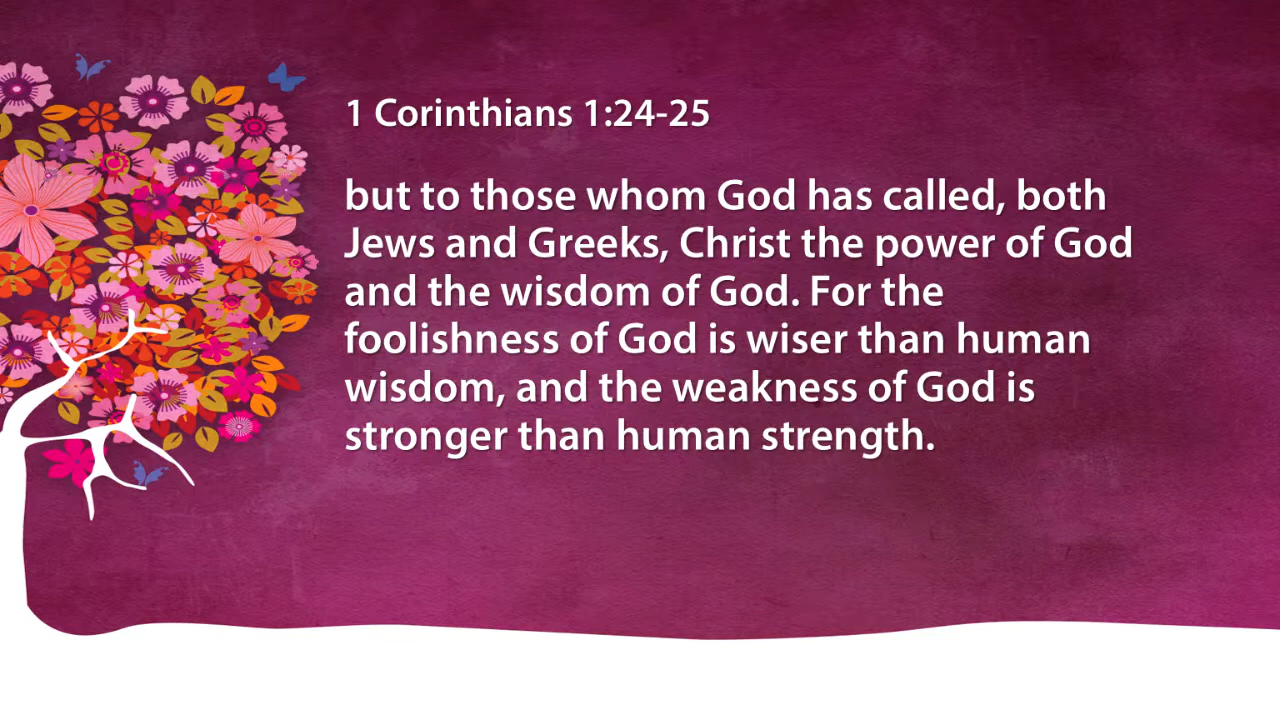 1 Corinthians 1:24-25
but to those whom God has called, both
Jews and Greeks, Christ the power of God
and the wisdom of God. For the
foolishness of God is wiser than human
wisdom, and the weakness of God is
stronger than human strength.